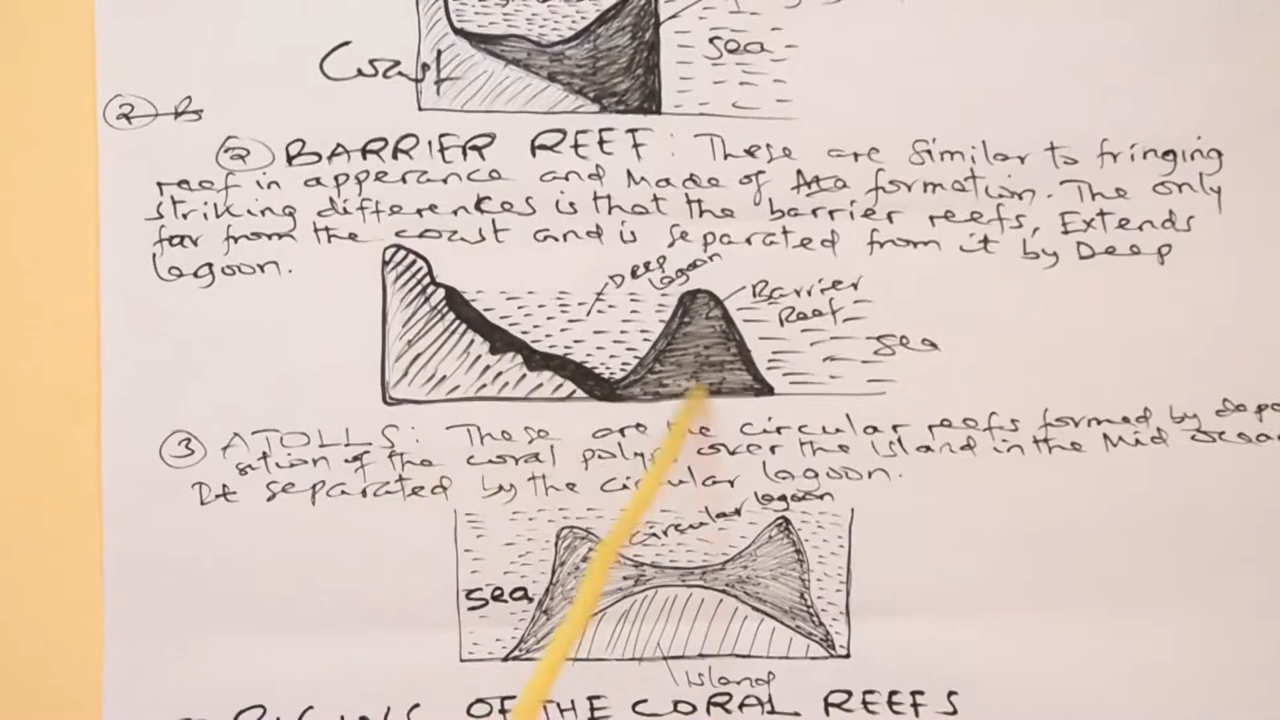 sea
Coast
② B
② BARRIER REEF: These are similar to fringing
reef in apperance and Made of formation. The only
striking differences is that the barrier reefs, Extends
far from the coast and is separated from it by Deep
lagoon.
Deep lagoon
Barrier Reef
sea
③ ATOLLS: These are the circular reefs formed by depo
sition of the coral polyps over the island in the Mid Ocean
It separated by the circular lagoon.
circular lagoon
sea
island
OF THE CORAL REEFS